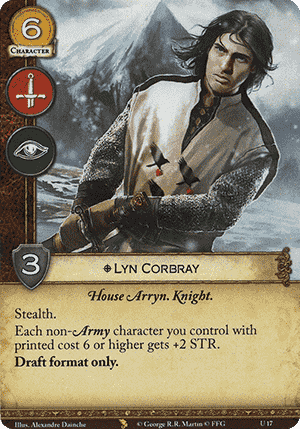 6
CHARACTER
3
LYN CORBRAY
House Arryn. Knight.
Stealth.
Each non-Army character you control with
printed cost 6 or higher gets +2 STR.
Draft format only.
Illus. Alexandre Dainche © George R.R. Martin © FFG U 17